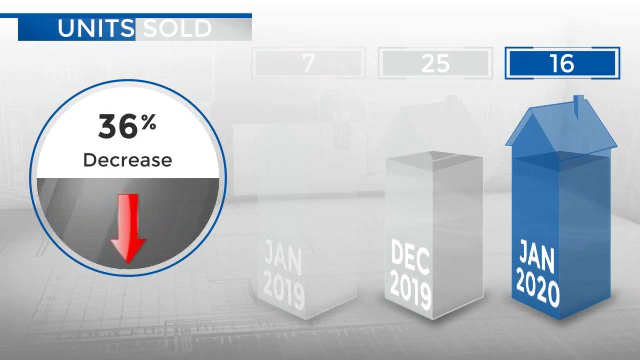 UNITS SOLD
7
25
16
36%
Decrease
JAN
2019
DEC
2019
JAN
2020